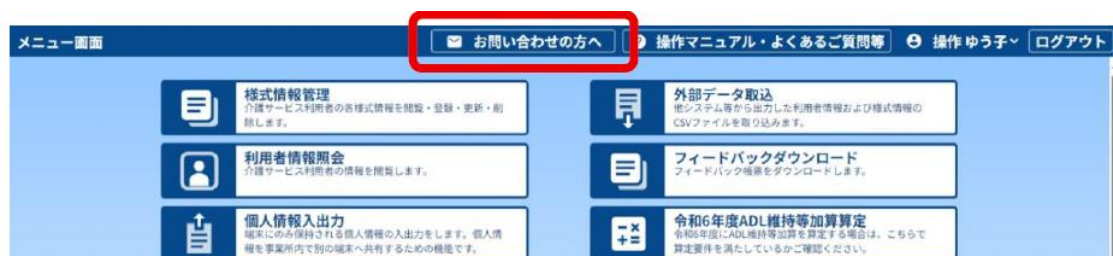 メニュー画面
お問い合わせの方へ
操作マニュアル・よくあるご質問等
操作 ゆう子
ログアウト
様式情報管理
介護サービス利用者の各様式情報を閲覧・登録・更新・削
除します。
外部データ取込
他システム等から出力した利用者情報および様式情報の
CSVファイルを取り込みます。
利用者情報照会
介護サービス利用者の情報を閲覧します。
フィードバックダウンロード
フィードバック帳票をダウンロードします。
個人情報入出力
端末にのみ保持される個人情報の入出力をします。個人情
報を事業所内で別の端末へ共有するための機能です。
令和6年度ADL維持等加算算定
令和6年度にADL維持等加算を算定する場合は、こちらで
算定要件を満たしているかご確認ください。